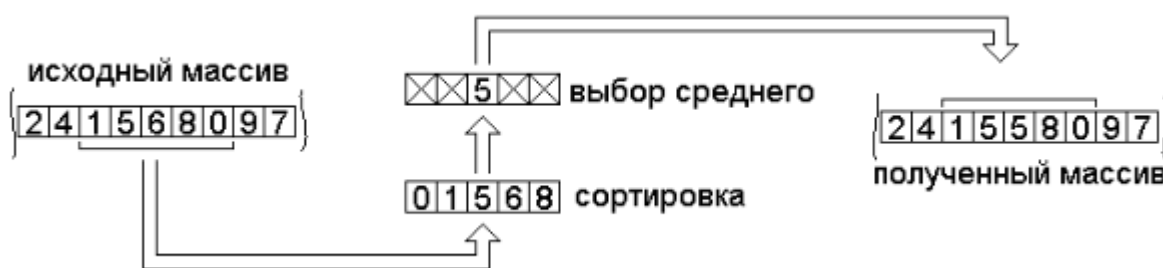 исходный массив
2 4 1 5 6 8 0 9 7
5 выбор среднего
0 1 5 6 8 сортировка
2 4 1 5 5 8 0 9 7
полученный массив